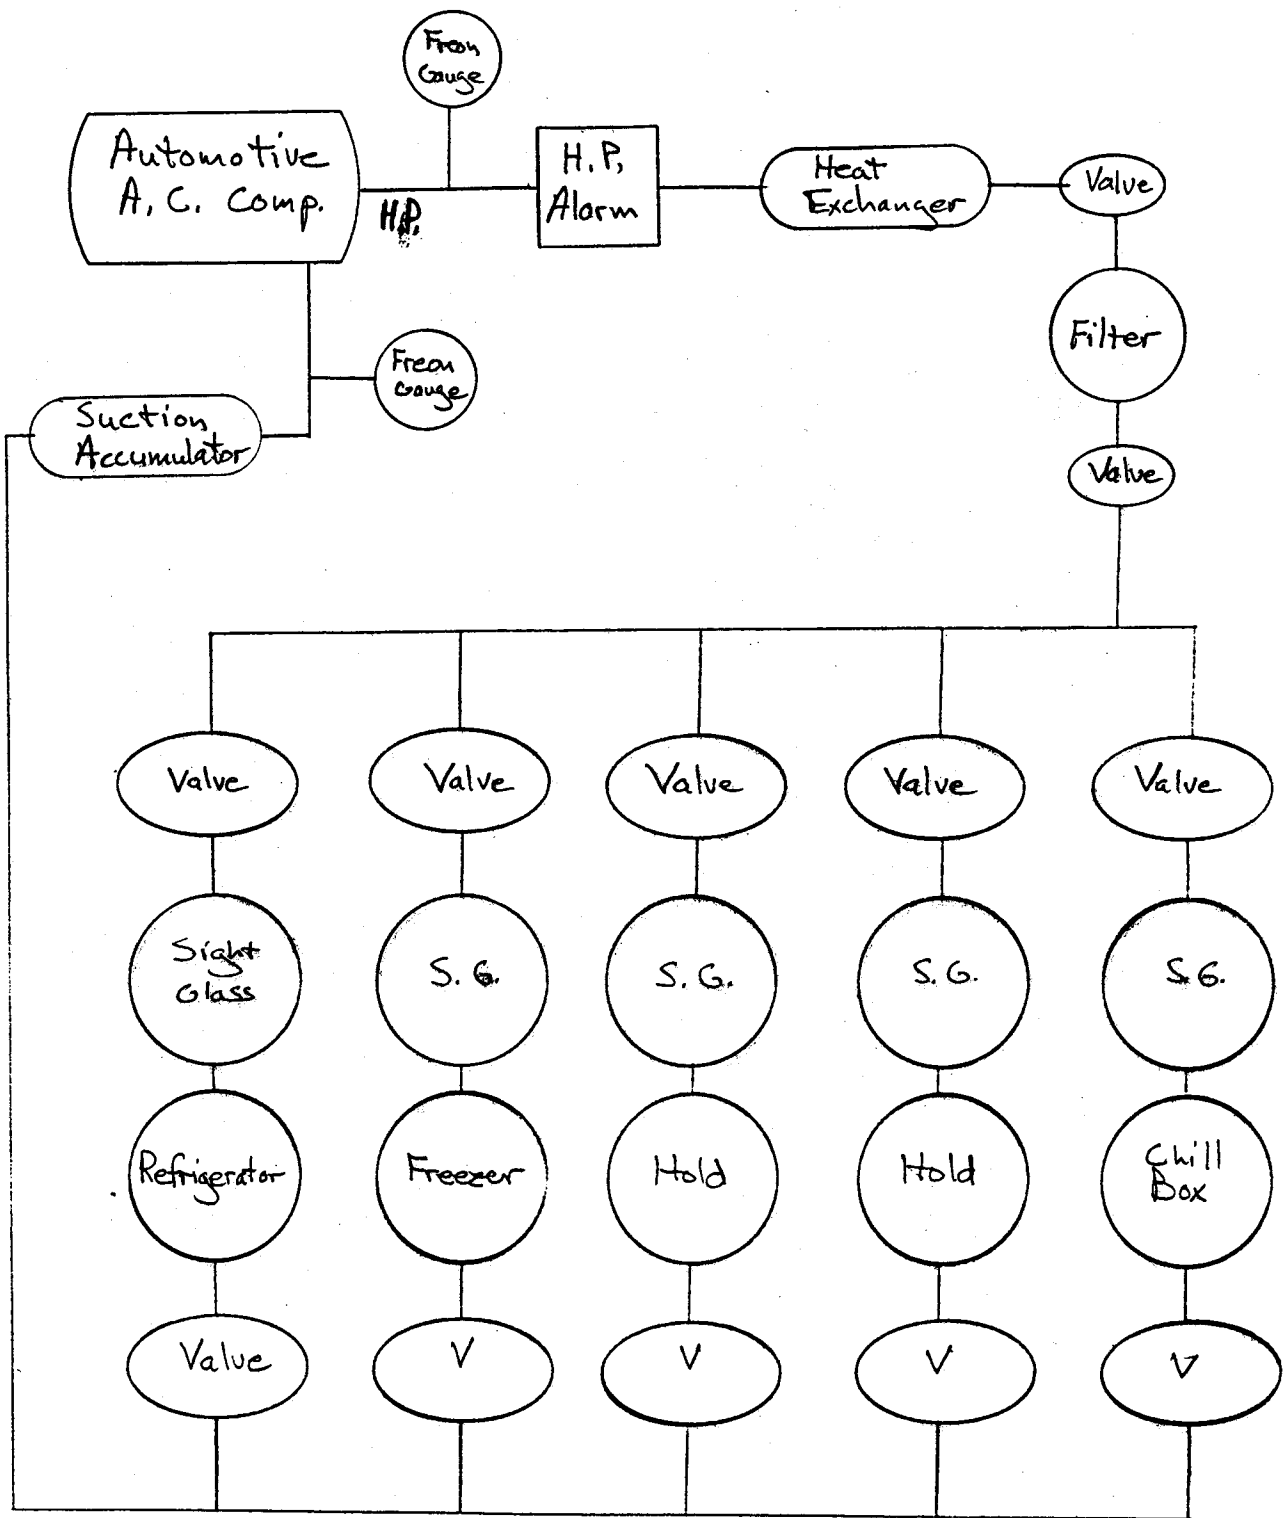 Freon
Gauge
Automotive
A.C. Comp.
H.P.
H.P.
Alarm
Heat
Exchanger
Valve
Filter
Freon
Gauge
Suction
Accumulator
Valve
Valve
Valve
Valve
Valve
Valve
Sight
Glass
S.G.
S.G.
S.G.
S.G.
Refrigerator
Freezer
Hold
Hold
Chill
Box
Valve
V
V
V
V